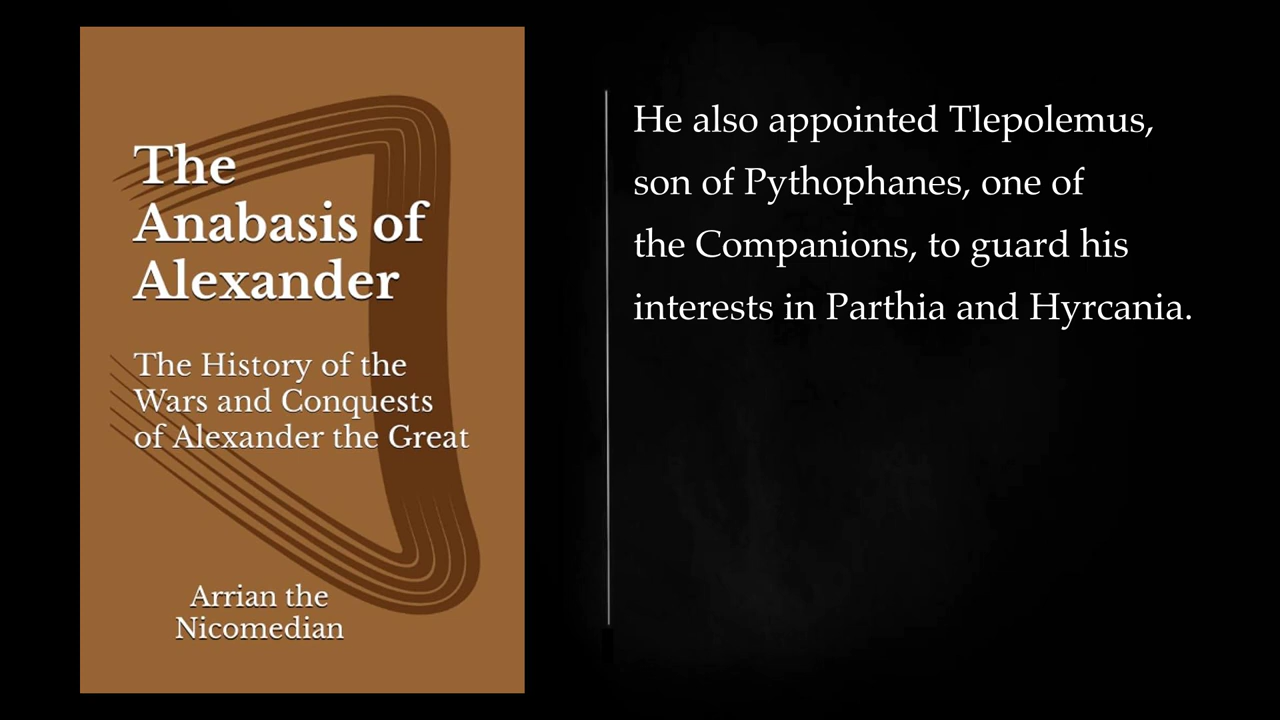 The
Anabasis of
Alexander
The History of the
Wars and Conquests
of Alexander the Great
Arrian the
Nicomedian
He also appointed Tlepolemus,
son of Pythophanes, one of
the Companions, to guard his
interests in Parthia and Hyrcania.